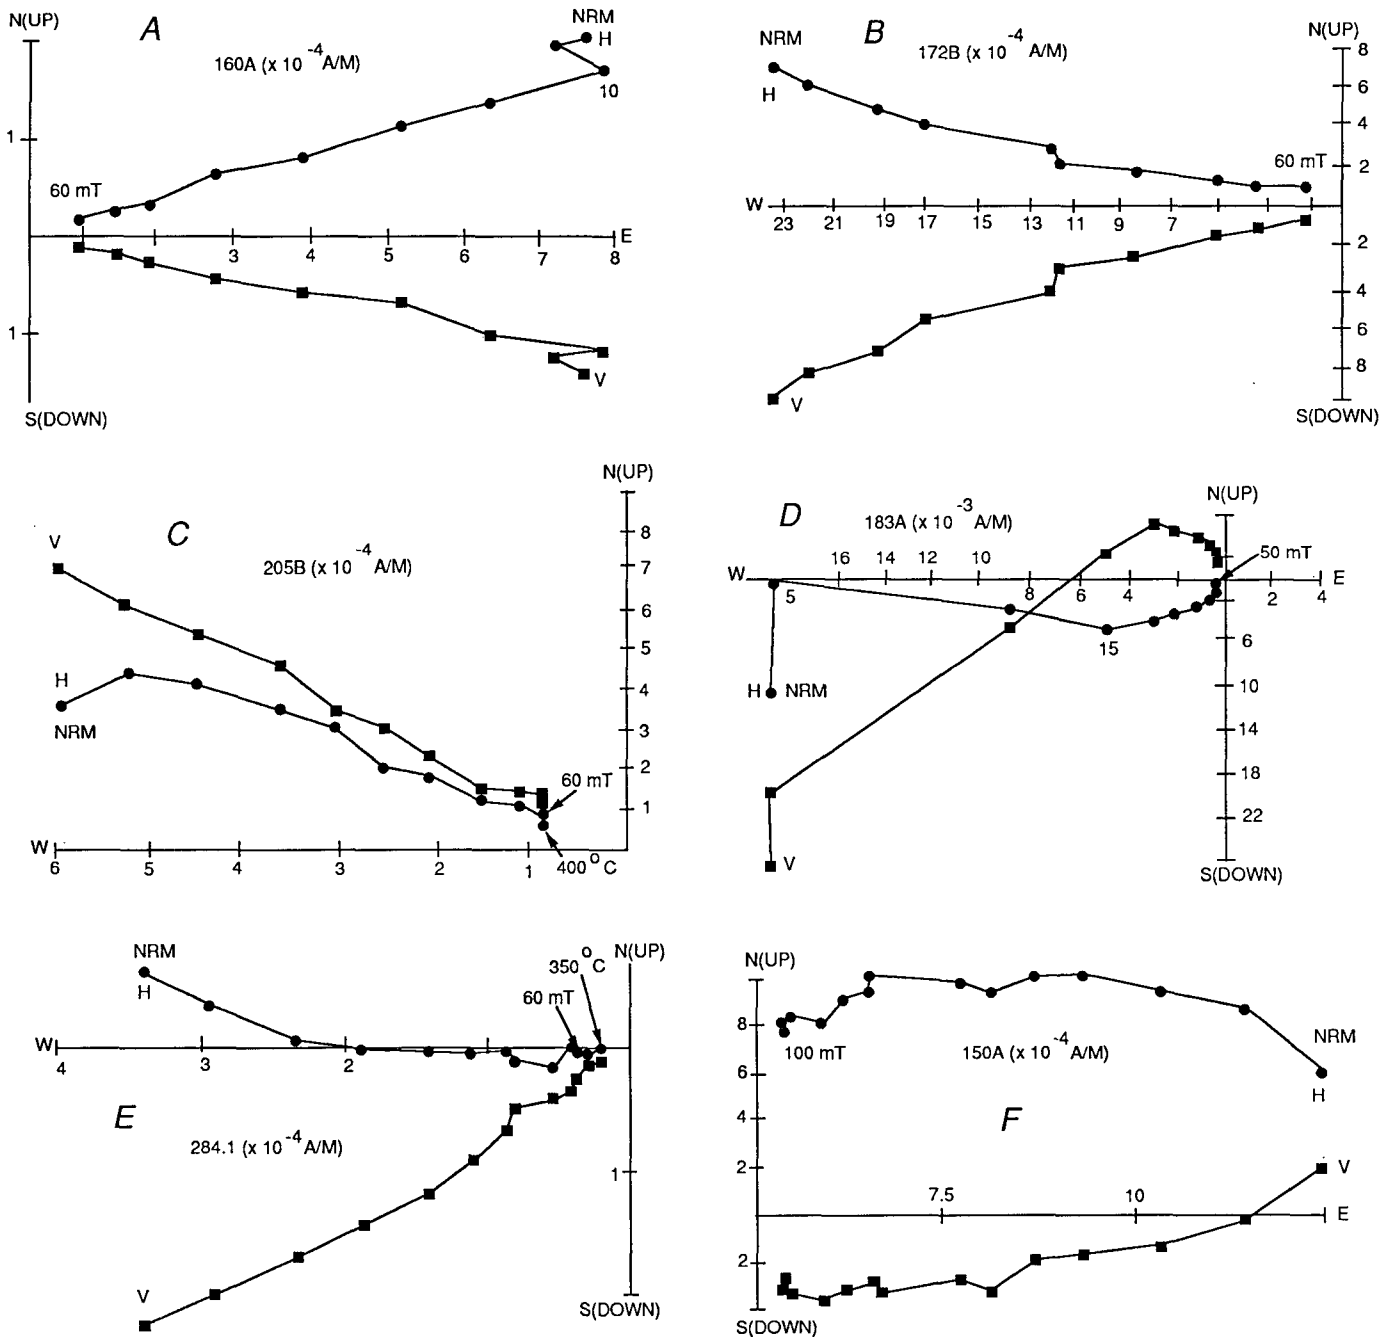 A
160A (x 10 -4 A/M)
N(UP)
NRM
H
10
1
60 mT
3 4 5 6 7 8 E
1
V
S(DOWN)
B
172B (x 10 -4 A/M)
N(UP)
NRM
H
8
6
4
2
60 mT
W 23 21 19 17 15 13 11 9 7
2
4
6
8
V
S(DOWN)
C
205B (x 10 -4 A/M)
N(UP)
V
8
7
6
5
4
3
2
1
H
NRM
60 mT
W
6 5 4 3 2 1
400°C
D
183A (x 10 -3 A/M)
N(UP)
50 mT
16 14 12 10
W E
5 8 6 4 2 4
15
H NRM
6
10
14
18
22
V
S(DOWN)
E
284.1 (x 10 -4 A/M)
NRM
H
350°C
N(UP)
60 mT
W
4 3 2
1
V
S(DOWN)
F
150A (x 10 -4 A/M)
N(UP)
8
100 mT
NRM
H
6
4
2
V
7.5 10
E
2
S(DOWN)